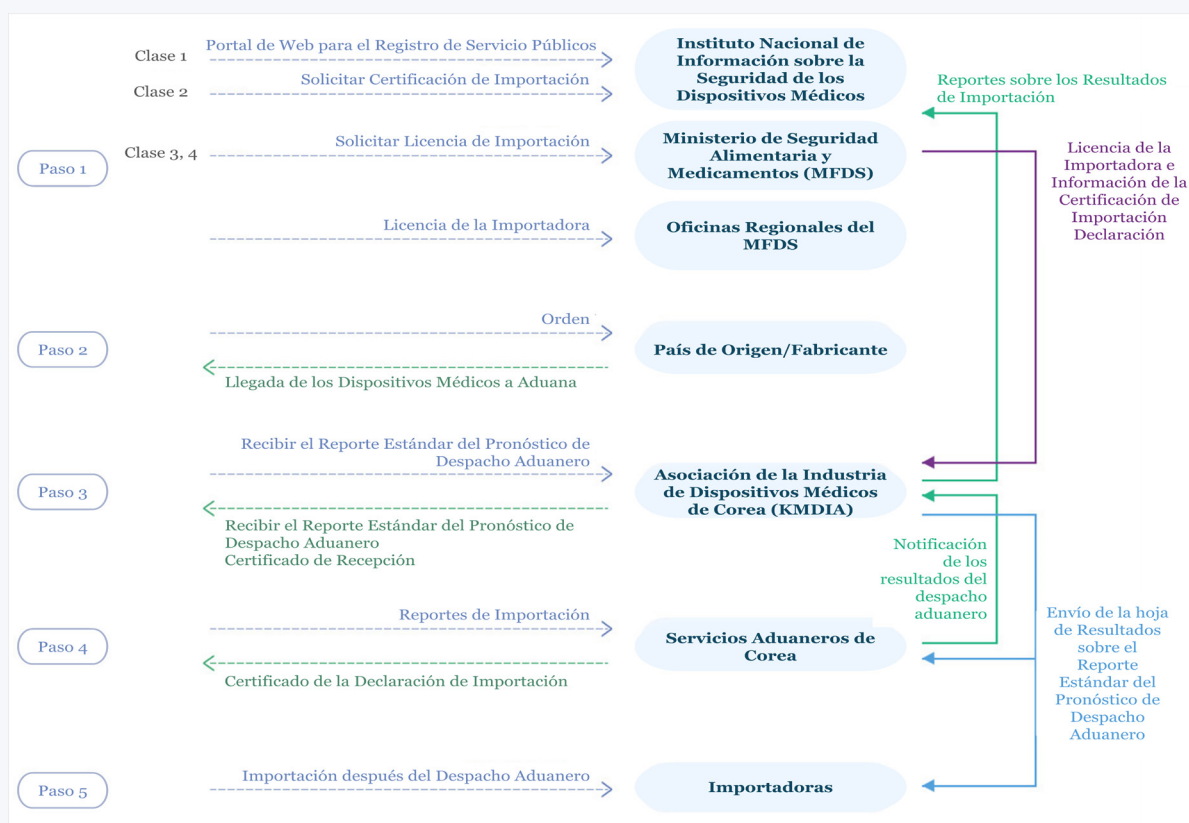 Clase 1
Portal de Web para el Registro de Servicio Públicos
Clase 2
Solicitar Certificación de Importación
Instituto Nacional de
Información sobre la
Seguridad de los
Dispositivos Médicos
Reportes sobre los Resultados
de Importación
Paso 1
Clase 3, 4
Solicitar Licencia de Importación
Ministerio de Seguridad
Alimentaria y
Medicamentos (MFDS)
Licencia de la
Importadora e
Información de la
Certificación de
Importación
Declaración
Licencia de la Importadora
Oficinas Regionales del
MFDS
Paso 2
Orden
País de Origen/Fabricante
Llegada de los Dispositivos Médicos a Aduana
Paso 3
Recibir el Reporte Estándar del Pronóstico de
Despacho Aduanero
Asociación de la Industria
de Dispositivos Médicos
de Corea (KMDIA)
Recibir el Reporte Estándar del Pronóstico de
Despacho Aduanero
Certificado de Recepción
Notificación
de los
resultados del
despacho
aduanero
Paso 4
Reportes de Importación
Servicios Aduaneros de
Corea
Certificado de la Declaración de Importación
Envío de la hoja
de Resultados
sobre el
Reporte
Estándar del
Pronóstico de
Despacho
Aduanero
Paso 5
Importación después del Despacho Aduanero
Importadoras